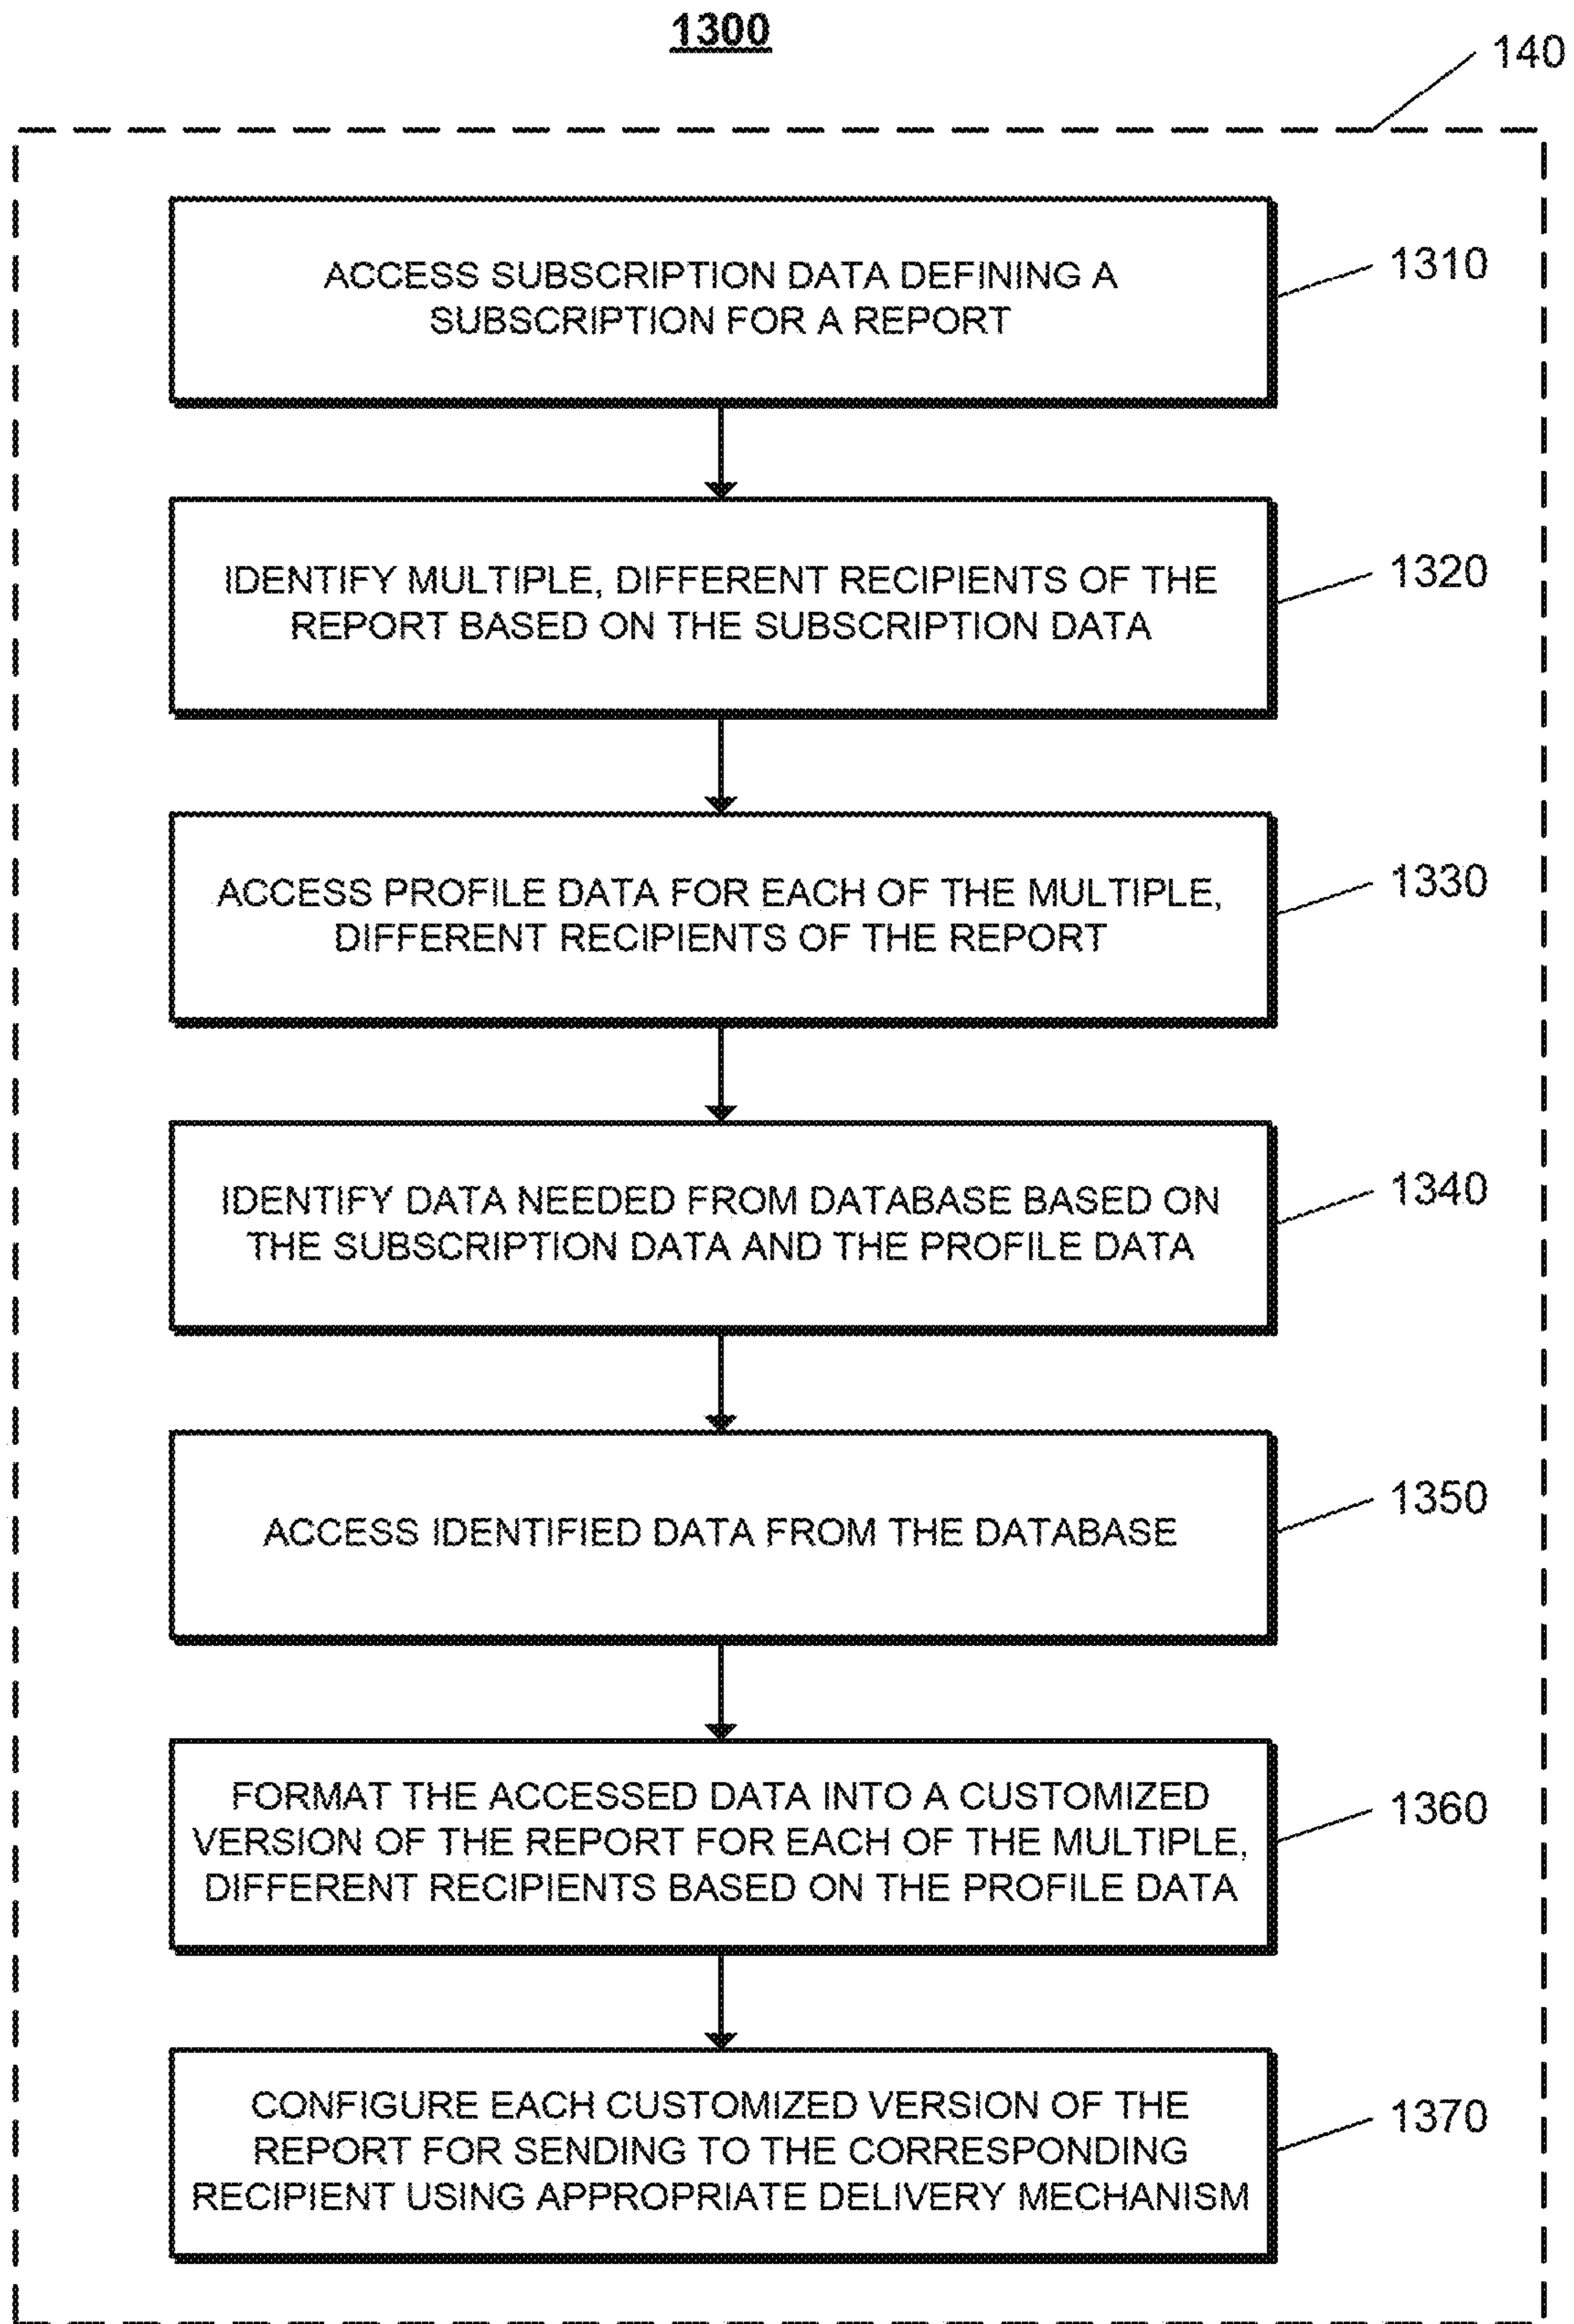 1300
140
ACCESS SUBSCRIPTION DATA DEFINING A
SUBSCRIPTION FOR A REPORT
1310
IDENTIFY MULTIPLE, DIFFERENT RECIPIENTS OF THE
REPORT BASED ON THE SUBSCRIPTION DATA
1320
ACCESS PROFILE DATA FOR EACH OF THE MULTIPLE,
DIFFERENT RECIPIENTS OF THE REPORT
1330
IDENTIFY DATA NEEDED FROM DATABASE BASED ON
THE SUBSCRIPTION DATA AND THE PROFILE DATA
1340
ACCESS IDENTIFIED DATA FROM THE DATABASE
1350
FORMAT THE ACCESSED DATA INTO A CUSTOMIZED
VERSION OF THE REPORT FOR EACH OF THE MULTIPLE,
DIFFERENT RECIPIENTS BASED ON THE PROFILE DATA
1360
CONFIGURE EACH CUSTOMIZED VERSION OF THE
REPORT FOR SENDING TO THE CORRESPONDING
RECIPIENT USING APPROPRIATE DELIVERY MECHANISM
1370